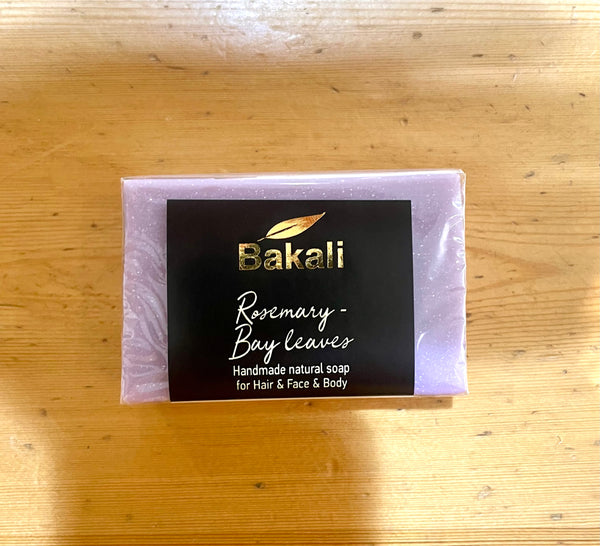 Bakali
Rosemary -
Bay leaves
Handmade natural soap
for Hair & Face & Body